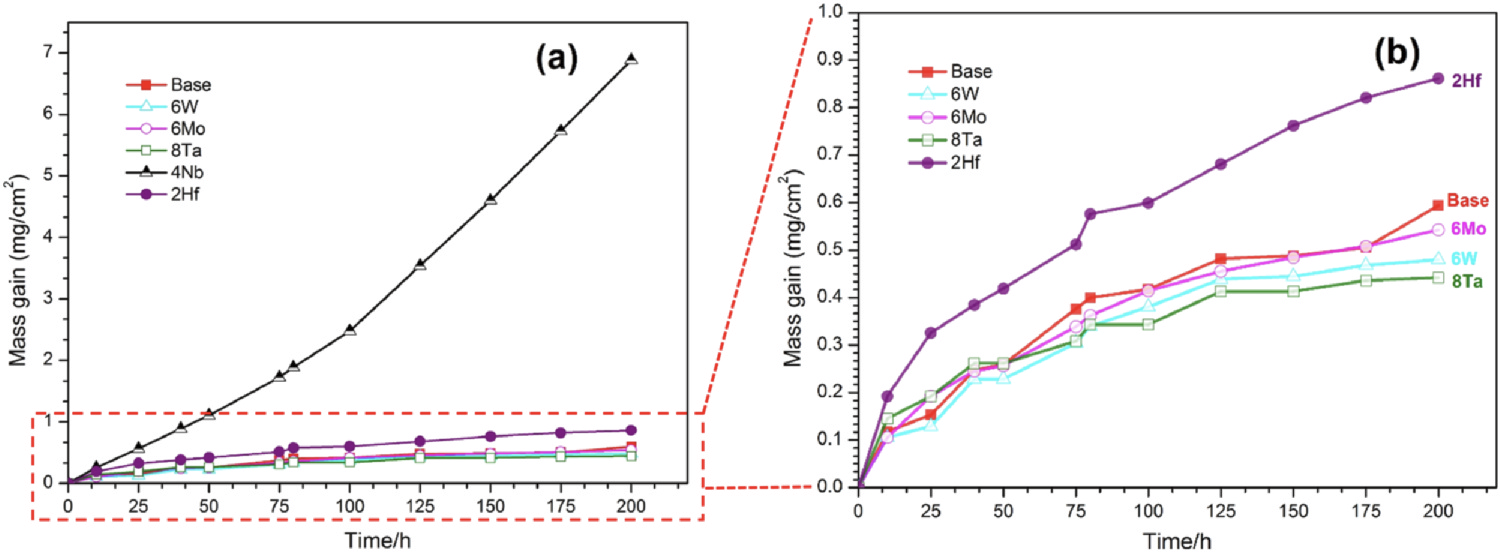 (a)
Base
6W
6Mo
8Ta
4Nb
2Hf
Mass gain (mg/cm²)
7
6
5
4
3
2
1
0
0 25 50 75 100 125 150 175 200
Time/h
(b)
Base
6W
6Mo
8Ta
2Hf
Mass gain (mg/cm²)
1.0
0.9
0.8
0.7
0.6
0.5
0.4
0.3
0.2
0.1
0.0
2Hf
Base
6Mo
6W
8Ta
0 25 50 75 100 125 150 175 200
Time/h